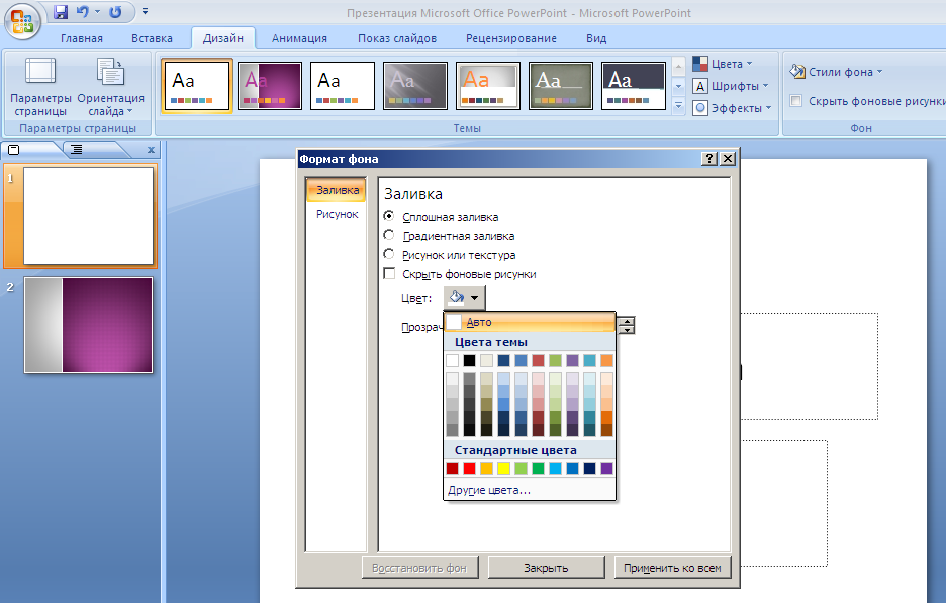 Презентация Microsoft Office PowerPoint - Microsoft PowerPoint
Главная Вставка Дизайн Анимация Показ слайдов Рецензирование Вид
Параметры страницы
Ориентация слайда
Параметры страницы
Aa Aa Aa Aa Aa Aa Aa
Темы
Цвета
Шрифты
Эффекты
Стили фона
Скрыть фоновые рисунки
Фон
1
2
Формат фона
Заливка
Рисунок
Заливка
Сплошная заливка
Градиентная заливка
Рисунок или текстура
Скрыть фоновые рисунки
Цвет:
Прозрач
Авто
Цвета темы
Стандартные цвета
Другие цвета...
Восстановить фон Закрыть Применить ко всем